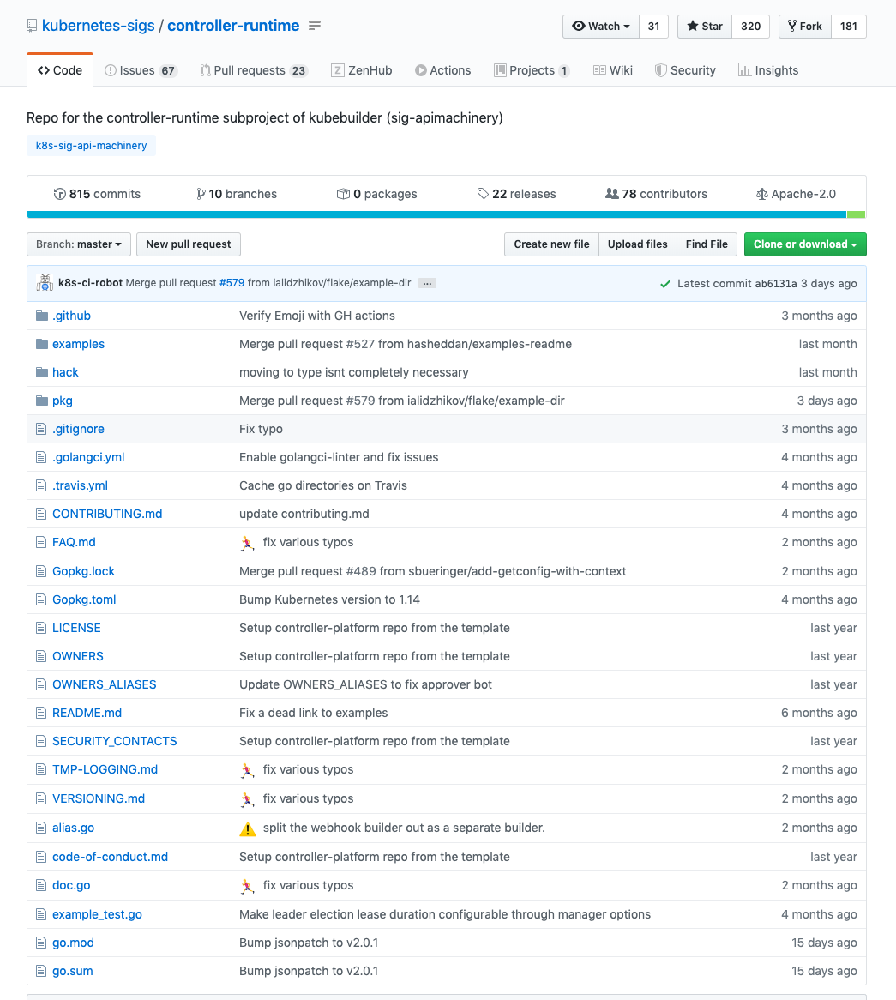 kubernetes-sigs / controller-runtime
Watch 31 Star 320 Fork 181
Code Issues 67 Pull requests 23 ZenHub Actions Projects 1 Wiki Security Insights
Repo for the controller-runtime subproject of kubebuilder (sig-apimachinery)
k8s-sig-api-machinery
815 commits 10 branches 0 packages 22 releases 78 contributors Apache-2.0
Branch: master New pull request Create new file Upload files Find File Clone or download
k8s-ci-robot Merge pull request #579 from ialidzhikov/flake/example-dir ... Latest commit ab6131a 3 days ago
.github Verify Emoji with GH actions 3 months ago
examples Merge pull request #527 from hasheddan/examples-readme last month
hack moving to type isnt completely necessary last month
pkg Merge pull request #579 from ialidzhikov/flake/example-dir 3 days ago
.gitignore Fix typo 3 months ago
.golangci.yml Enable golangci-linter and fix issues 4 months ago
.travis.yml Cache go directories on Travis 4 months ago
CONTRIBUTING.md update contributing.md 4 months ago
FAQ.md fix various typos 2 months ago
Gopkg.lock Merge pull request #489 from sbueringer/add-getconfig-with-context 2 months ago
Gopkg.toml Bump Kubernetes version to 1.14 4 months ago
LICENSE Setup controller-platform repo from the template last year
OWNERS Setup controller-platform repo from the template last year
OWNERS_ALIASES Update OWNERS_ALIASES to fix approver bot last year
README.md Fix a dead link to examples 6 months ago
SECURITY_CONTACTS Setup controller-platform repo from the template last year
TMP-LOGGING.md fix various typos 2 months ago
VERSIONING.md fix various typos 2 months ago
alias.go split the webhook builder out as a separate builder. 2 months ago
code-of-conduct.md Setup controller-platform repo from the template last year
doc.go fix various typos 2 months ago
example_test.go Make leader election lease duration configurable through manager options 4 months ago
go.mod Bump jsonpatch to v2.0.1 15 days ago
go.sum Bump jsonpatch to v2.0.1 15 days ago